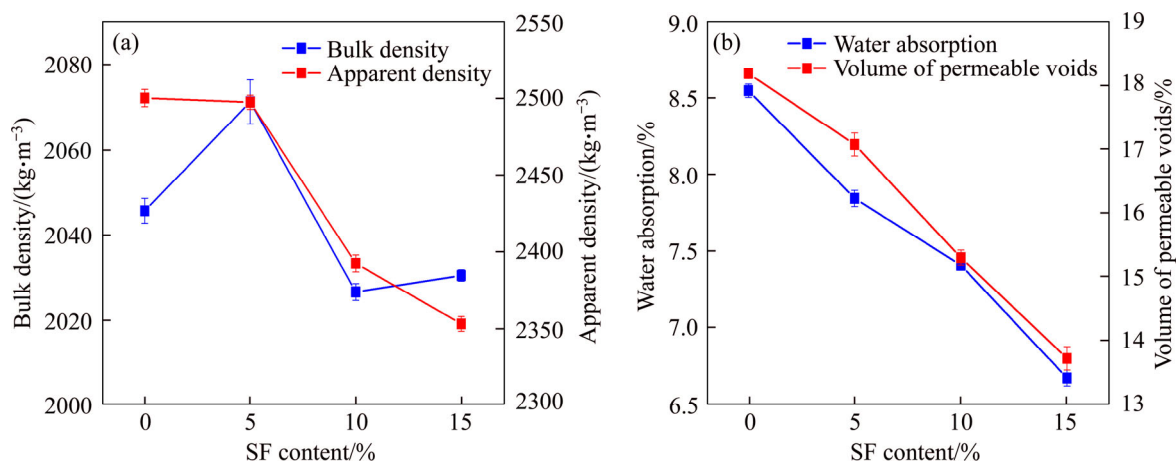 (a)
Bulk density
Apparent density
Bulk density/(kg•m⁻³)
2080
2060
2040
2020
2000
2550
2500
2450
2400
2350
2300
Apparent density/(kg•m⁻³)
0 5 10 15
SF content/%
(b)
Water absorption
Volume of permeable voids
Water absorption/%
9.0
8.5
8.0
7.5
7.0
6.5
19
18
17
16
15
14
13
Volume of permeable voids/%
0 5 10 15
SF content/%